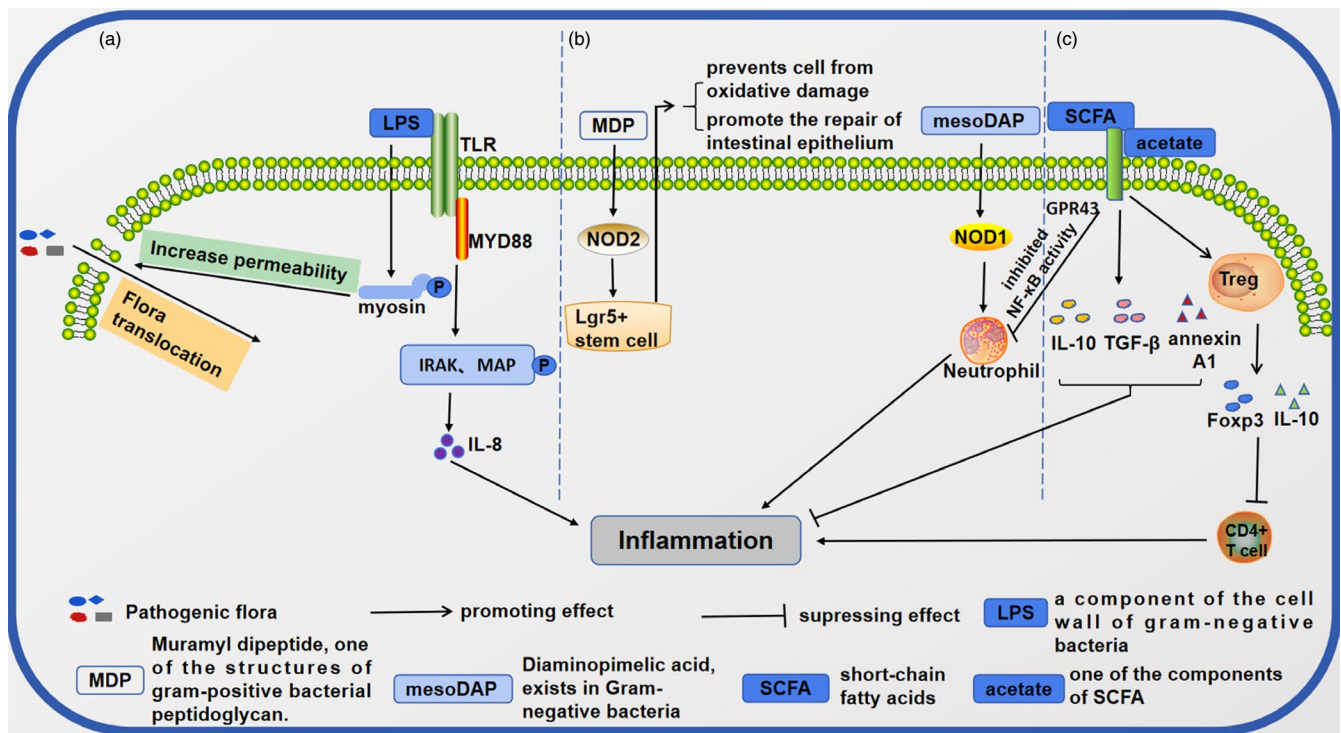 (a)
(b)
(c)
LPS
TLR
MYD88
Increase permeability
Flora
translocation
myosin
P
IRAK、MAP
P
IL-8
MDP
NOD2
Lgr5+
stem cell
prevents cell from
oxidative damage
promote the repair of
intestinal epithelium
mesoDAP
NOD1
Neutrophil
inhibited
NF-κB activity
SCFA
acetate
GPR43
Treg
IL-10
TGF-β
annexin
A1
Foxp3
IL-10
CD4+
T cell
Inflammation
Pathogenic flora
promoting effect
supressing effect
LPS
a component of the cell
wall of gram-negative
bacteria
MDP
Muramyl dipeptide, one
of the structures of
gram-positive bacterial
peptidoglycan.
mesoDAP
Diaminopimelic acid,
exists in Gram-
negative bacteria
SCFA
short-chain
fatty acids
acetate
one of the components
of SCFA